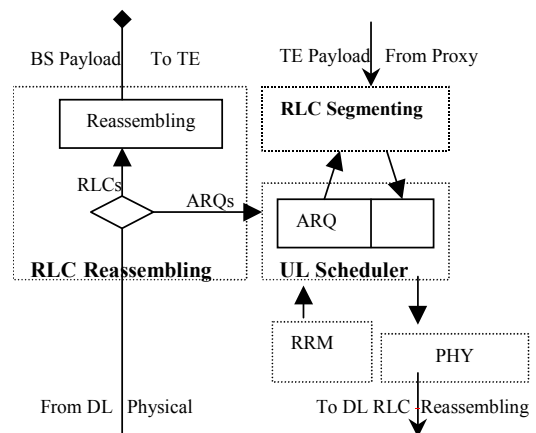 BS Payload To TE
TE Payload From Proxy
Reassembling
RLC Segmenting
RLCs
ARQs
ARQ
RLC Reassembling
UL Scheduler
RRM
PHY
From DL Physical
To DL RLC -Reassembling